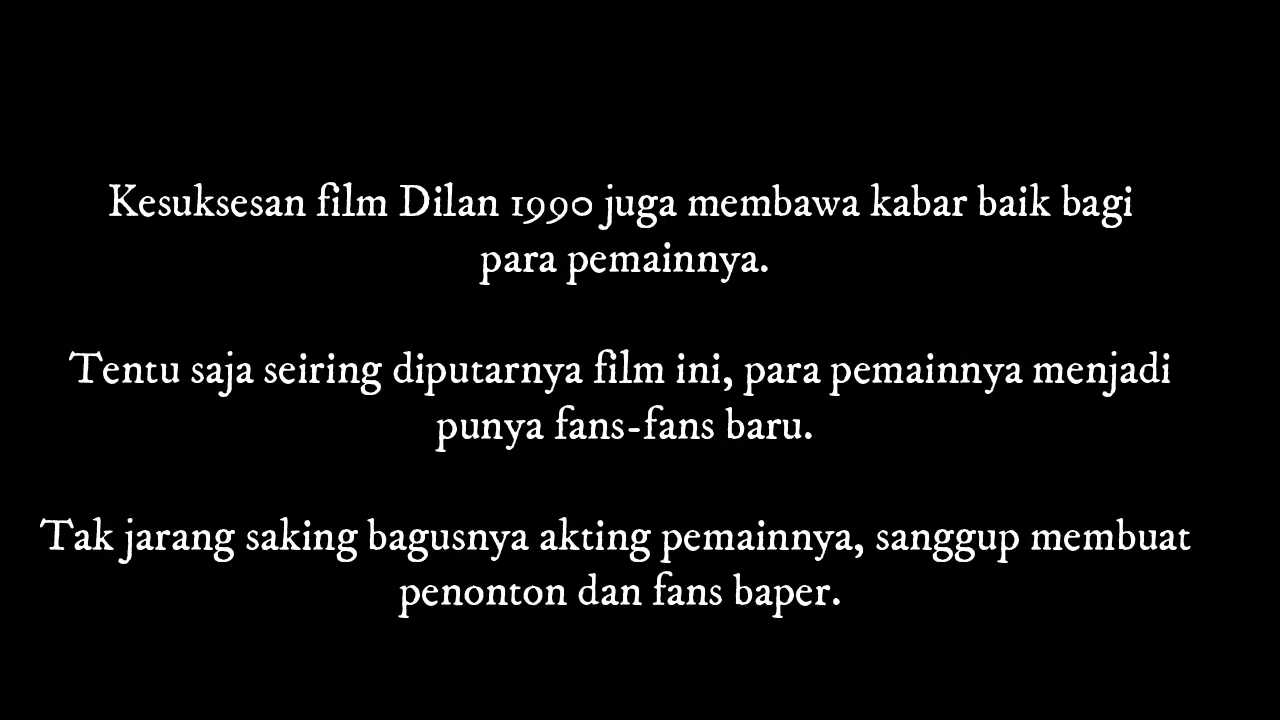 Kesuksesan film Dilan 1990 juga membawa kabar baik bagi
para pemainnya.
Tentu saja seiring diputarnya film ini, para pemainnya menjadi
punya fans-fans baru.
Tak jarang saking bagusnya akting pemainnya, sanggup membuat
penonton dan fans baper.